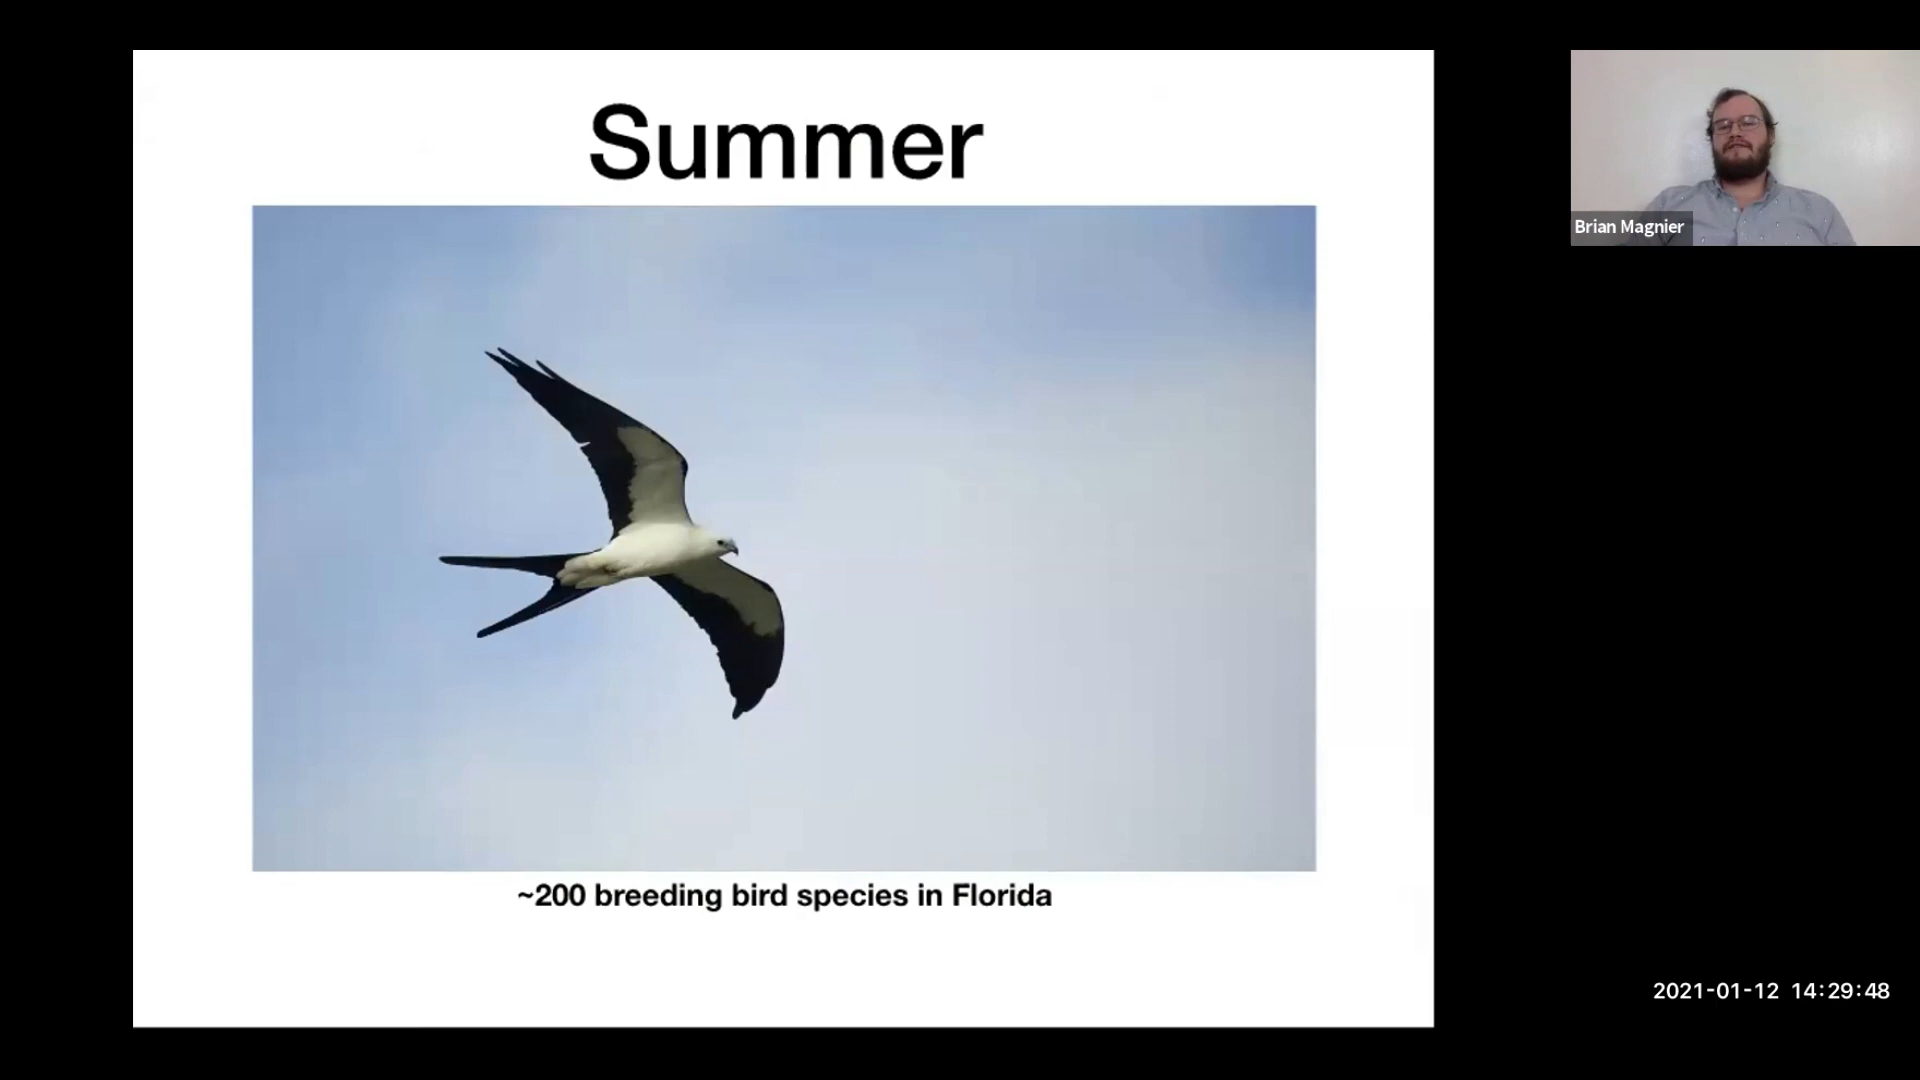 Summer
Brian Magnier
~200 breeding bird species in Florida
2021-01-12 14:29:48